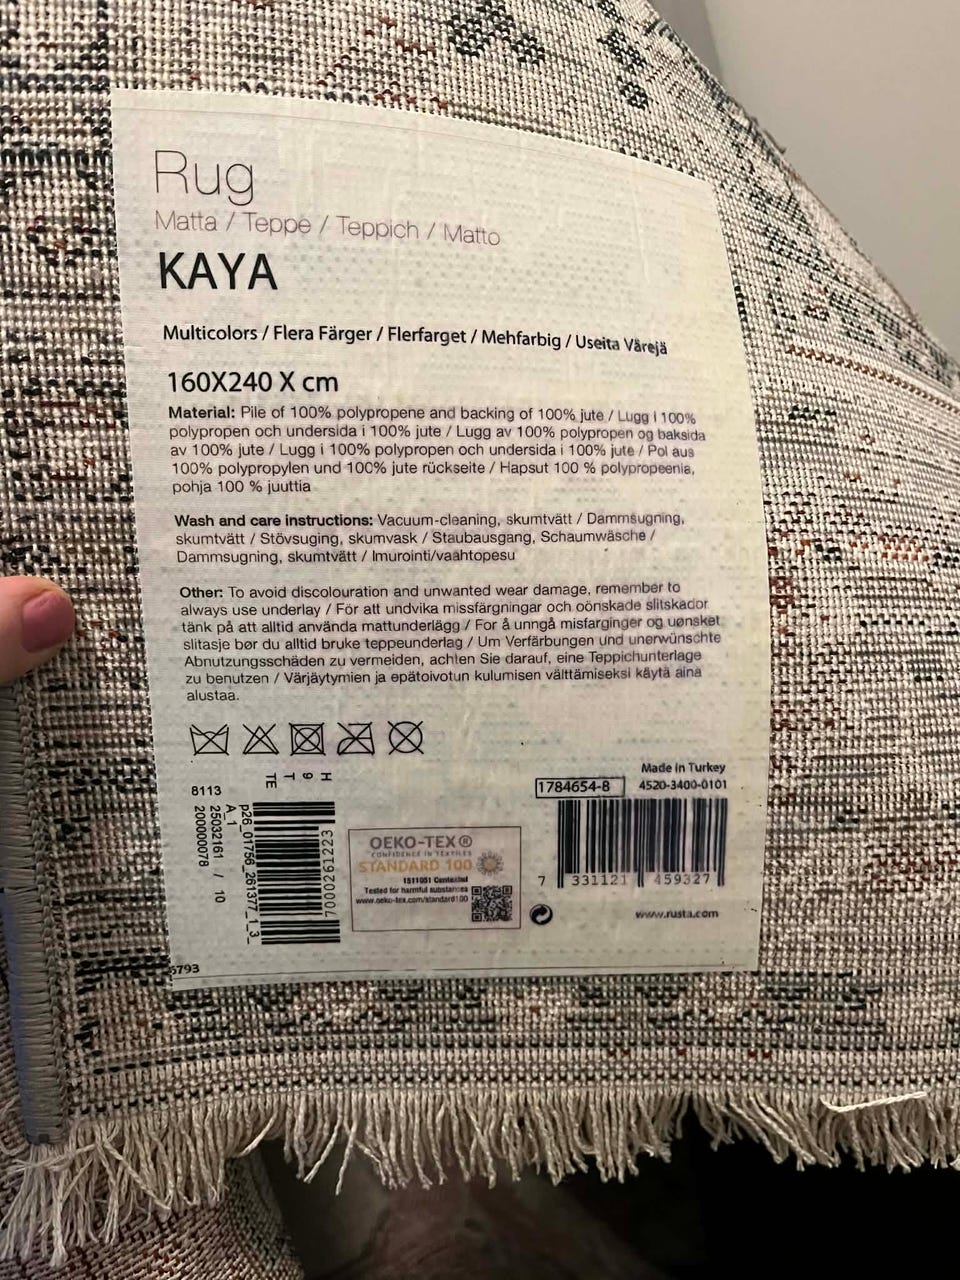 Rug
Matta / Teppe / Teppich / Matto
KAYA
Multicolors / Flera Färger / Flerfarget / Mehfarbig / Useita Vårejä
160X240 X cm
Material: Pile of 100% polypropene and backing of 100% jute / Lugg i 100%
polypropen och undersida i 100% jute / Lugg av 100% polypropen og baksida
av 100% jute / Lugg i 100% polypropen och undersida i 100% jute / Pol aus
100% polypropylen und 100% jute rückseite / Hapsut 100 % polypropeenia,
pohja 100 % juuttia
Wash and care instructions: Vacuum-cleaning, skumtvätt / Dammsugning,
skumtvätt / Stövsuging, skumvask / Staubausgang, Schaumwäsche /
Dammsugning, skumtvätt / Imurointi/vaahtopesu
Other: To avoid discolouration and unwanted wear damage, remember to
always use underlay / För att undvika missfärgningar och oönskade slitskador
tänk på att alltid använda mattunderlägg / For å unngå misfarginger og uønsket
slitasje bør du alltid bruke teppeunderlag / Um Verfärbungen und unerwünschte
Abnutzungsschäden zu vermeiden, achten Sie darauf, eine Teppichunterlage
zu benutzen / Värjäytymien ja epätoivotun kulumisen välttämiseksi käytä aina
alustaa.
H
9
T
TE
8113
p26_01756_261377_1_3_
A_1
25032161 / 10
200000078
7000261223
OEKO-TEX®
CONFIDENCE IN TEXTILES
STANDARD 100
1511051 Centexbel
Tested for harmful substances
www.oeko-tex.com/standard100
Made in Turkey
1784654-8 4520-3400-0101
7 331121 459327
www.rusta.com
5793